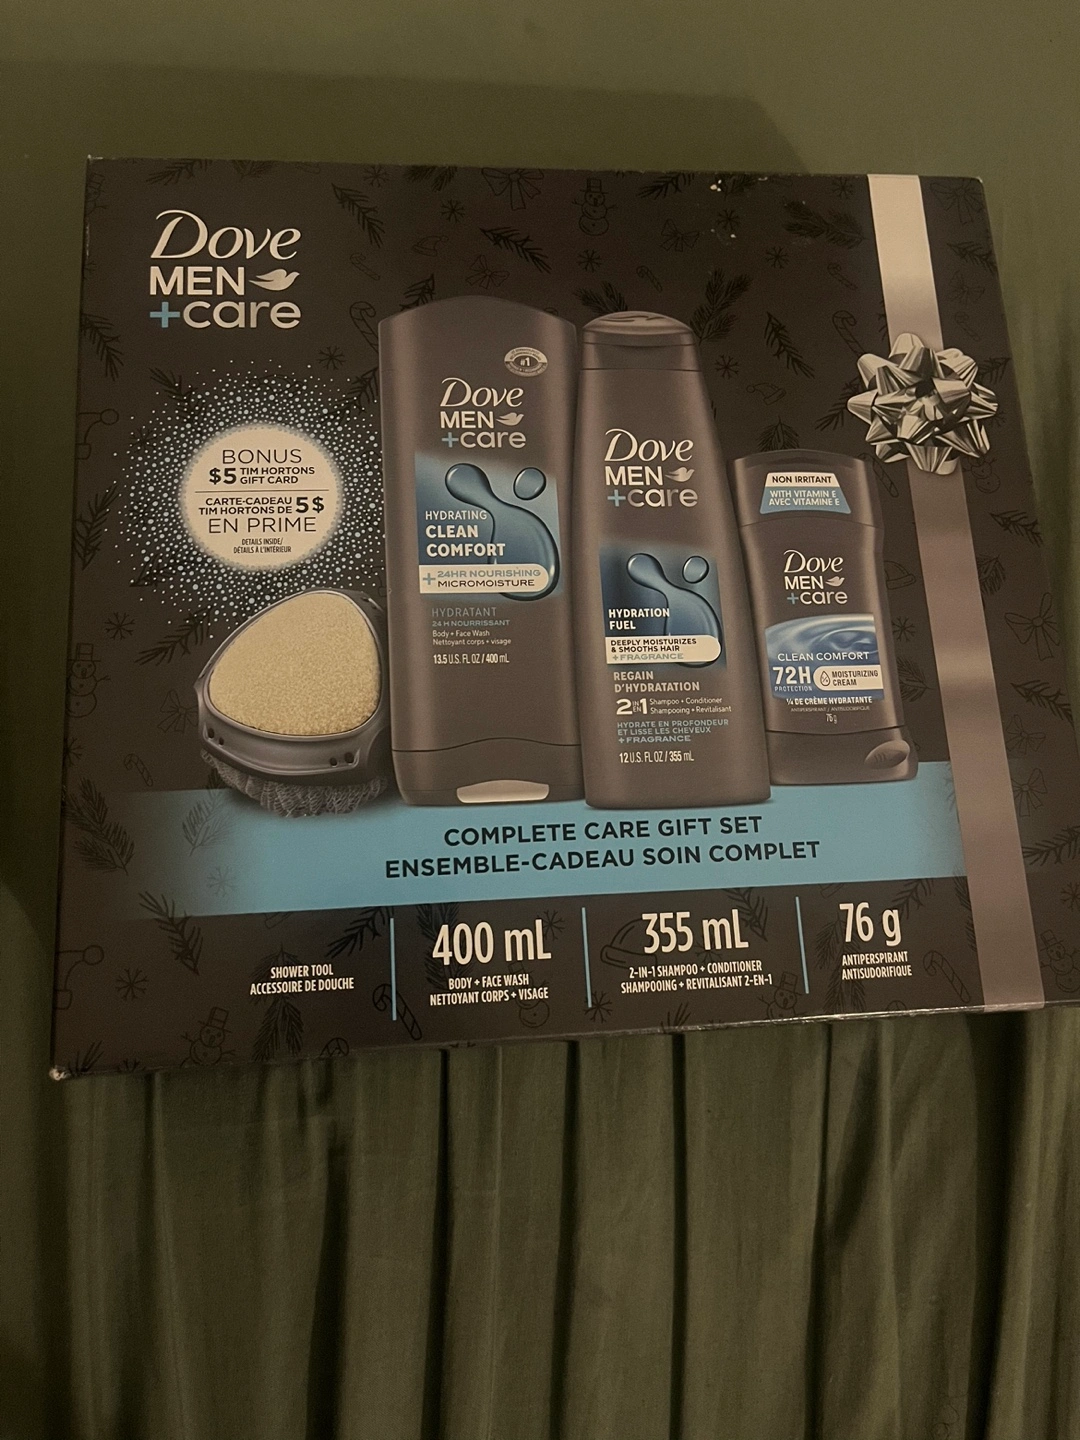 Dove
MEN
+care
BONUS
$5 TIM HORTONS
GIFT CARD
CARTE-CADEAU
TIM HORTONS DE 5$
EN PRIME
DETAILS INSIDE/
DÉTAILS À L'INTÉRIEUR
#1
Dove
MEN
+care
HYDRATING
CLEAN
COMFORT
+24HR NOURISHING
MICROMOISTURE
HYDRATANT
24 H NOURRISSANT
Body + Face Wash
Nettoyant corps + visage
13.5 U.S. FL OZ / 400 mL
Dove
MEN
+care
HYDRATION
FUEL
DEEPLY MOISTURIZES
& SMOOTHS HAIR
+ FRAGRANCE
REGAIN
D'HYDRATATION
2 IN EN 1 Shampoo + Conditioner
Shampooing + Revitalisant
HYDRATE EN PROFONDEUR
ET LISSE LES CHEVEUX
+ FRAGRANCE
12 U.S. FL OZ / 355 mL
NON IRRITANT
WITH VITAMIN E
AVEC VITAMINE E
Dove
MEN
+care
CLEAN COMFORT
72H
PROTECTION
MOISTURIZING
CREAM
¼ DE CRÈME HYDRATANTE
ANTIPERSPIRANT / ANTISUDORIFIQUE
76 g
COMPLETE CARE GIFT SET
ENSEMBLE-CADEAU SOIN COMPLET
SHOWER TOOL
ACCESSOIRE DE DOUCHE
400 mL
BODY + FACE WASH
NETTOYANT CORPS + VISAGE
355 mL
2-IN-1 SHAMPOO + CONDITIONER
SHAMPOOING + REVITALISANT 2-EN-1
76 g
ANTIPERSPIRANT
ANTISUDORIFIQUE